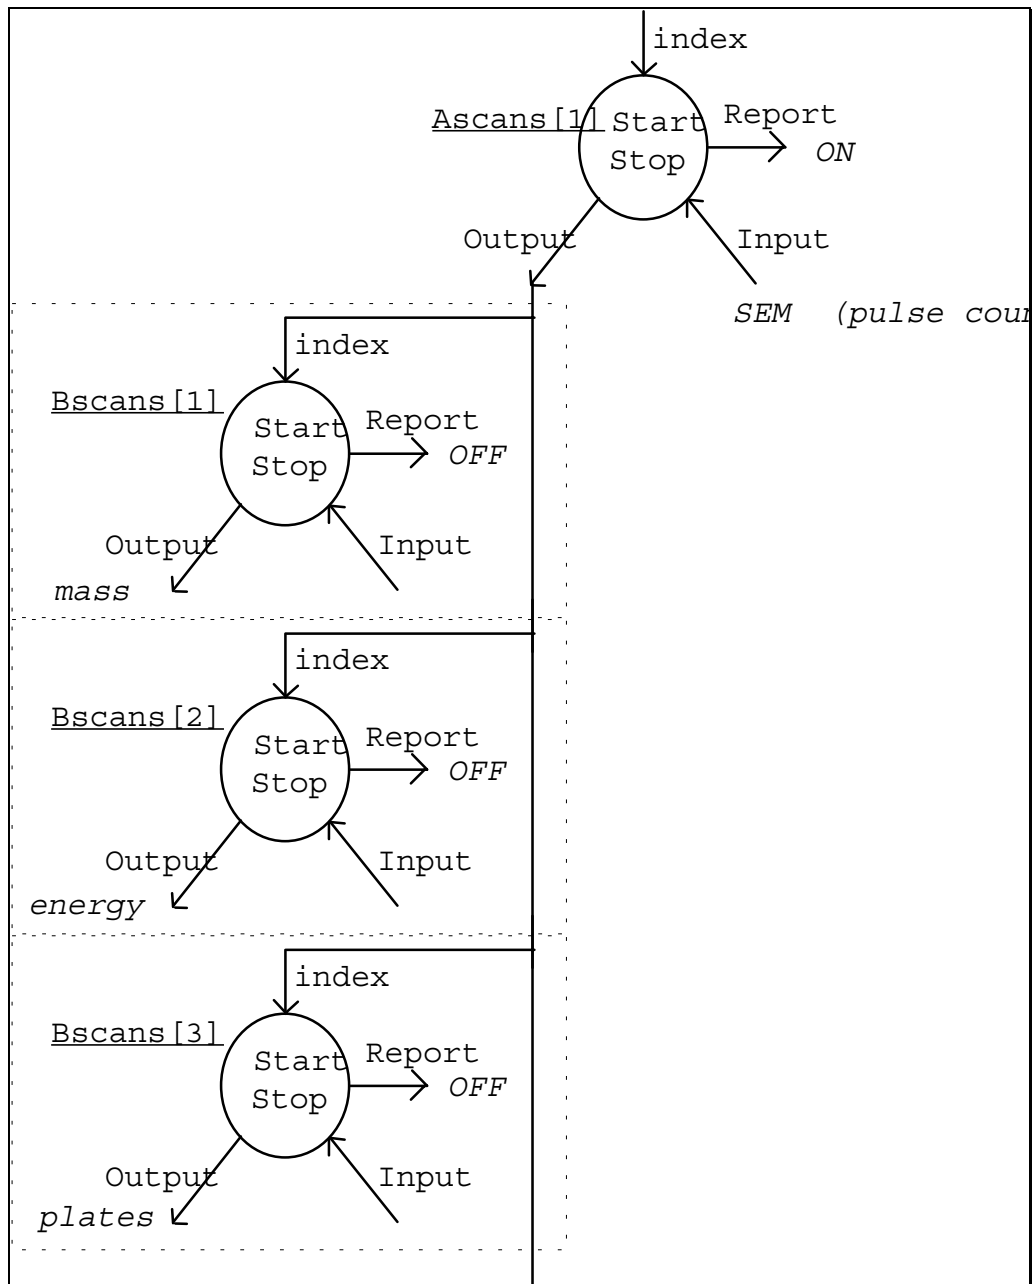 index
Ascans[1] Start Report
Stop ON
Output Input
SEM (pulse
index
Bscans[1]
Start Report
Stop OFF
Output Input
mass
index
Bscans[2]
Start Report
Stop OFF
Output Input
energy
index
Bscans[3]
Start Report
Stop OFF
Output Input
plates